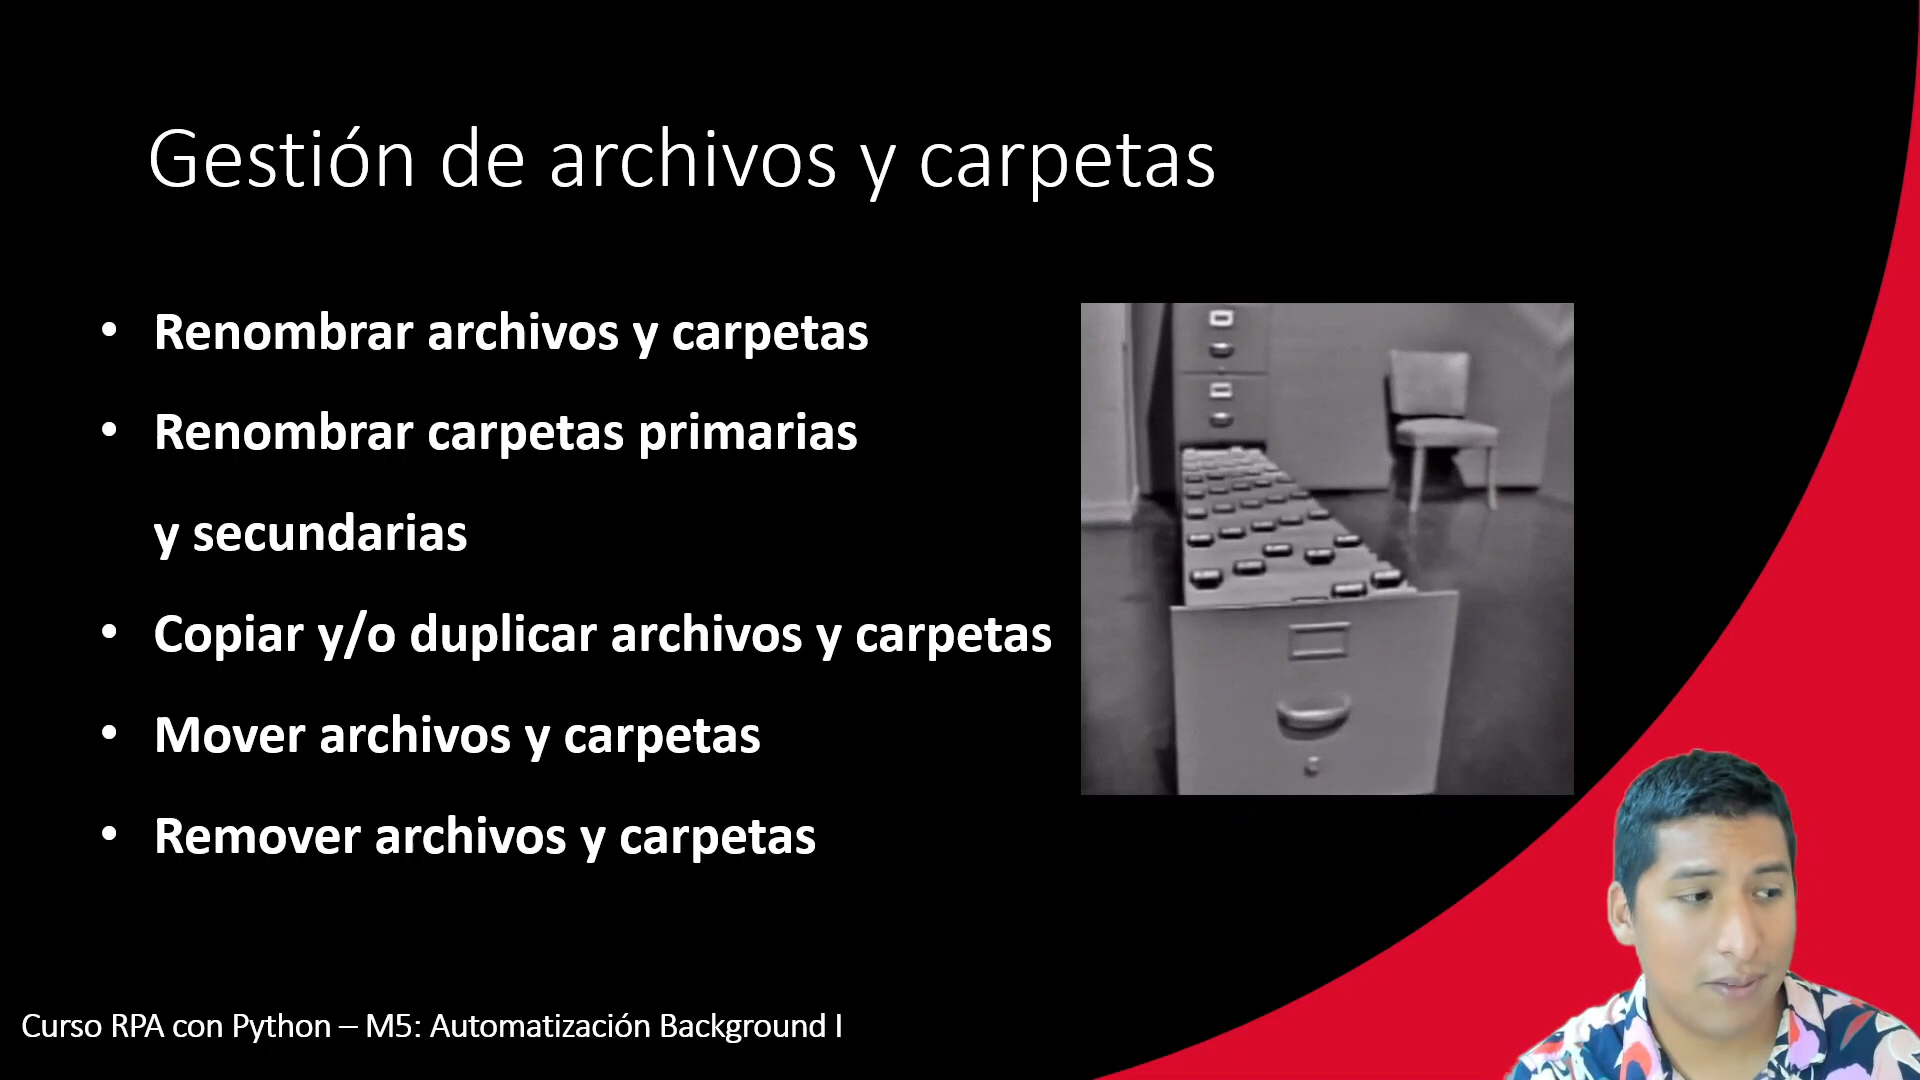 Gestión de archivos y carpetas
• Renombrar archivos y carpetas
• Renombrar carpetas primarias
y secundarias
• Copiar y/o duplicar archivos y carpetas
• Mover archivos y carpetas
• Remover archivos y carpetas
Curso RPA con Python – M5: Automatización Background I